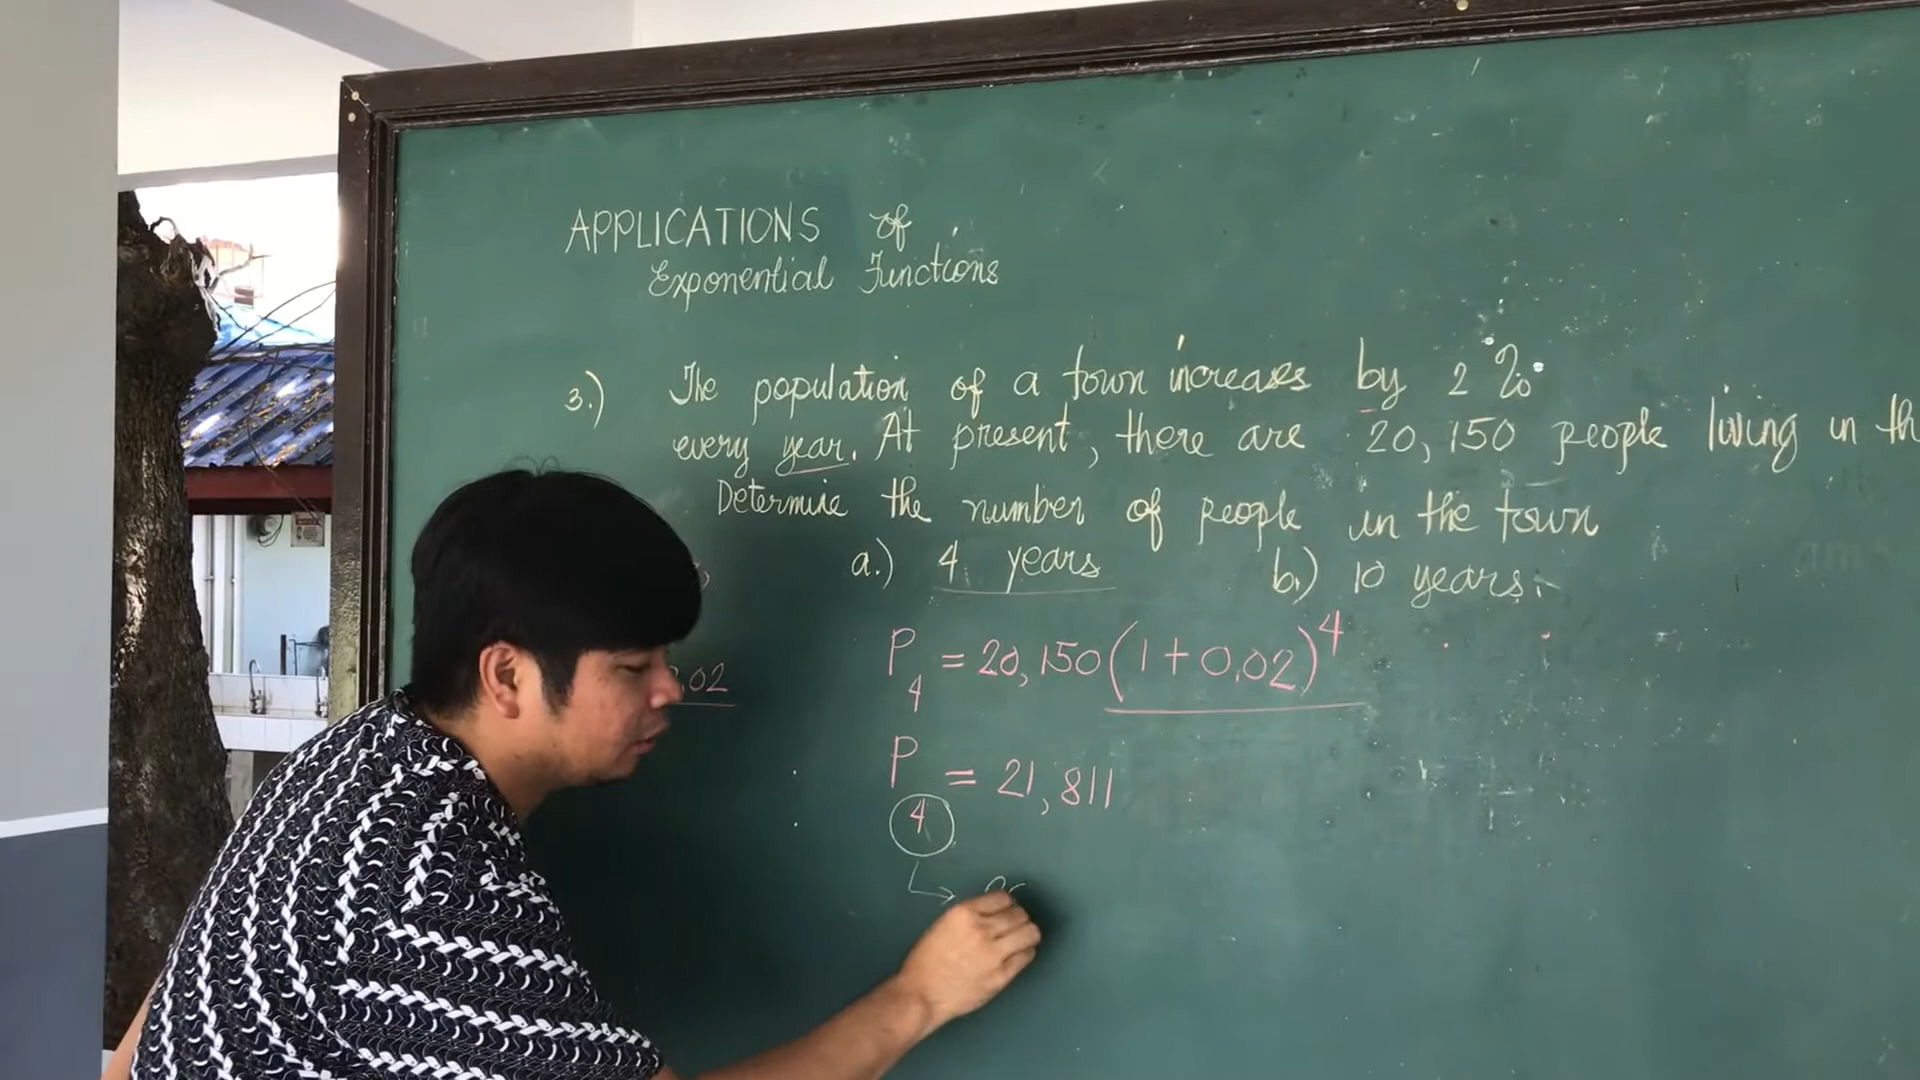 APPLICATIONS of
Exponential Functions
3.) The population of a town increases by 2%
every year. At present, there are 20,150 people living in th
Determine the number of people in the town
a.) 4 years b.) 10 years.
P4 = 20,150(1+0.02)^4
.02
P4 = 21,811